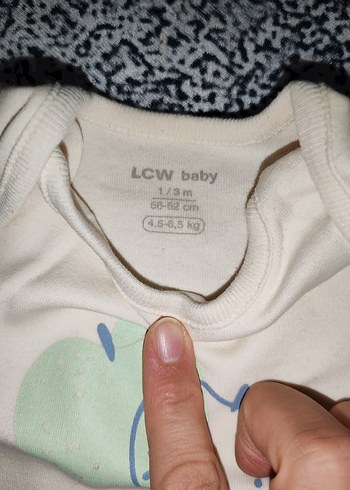 LCW baby
1 / 3 m
56-62 cm
4,5-6,5 kg